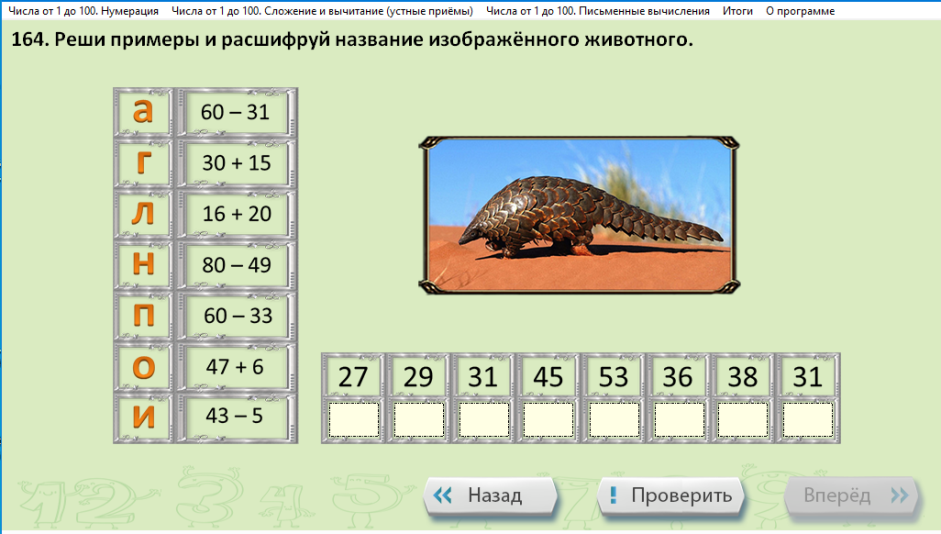 Числа от 1 до 100. Нумерация Числа от 1 до 100. Сложение и вычитание (устные приёмы) Числа от 1 до 100. Письменные вычисления Итоги О программе
164. Реши примеры и расшифруй название изображённого животного.
а 60 – 31
г 30 + 15
л 16 + 20
н 80 – 49
п 60 – 33
о 47 + 6
и 43 – 5
27 29 31 45 53 36 38 31
Назад ! Проверить Вперёд